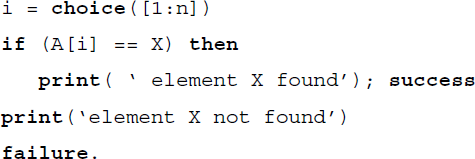 i = choice([1:n])
if (A[i] == X) then
print( ‘ element X found’); success
print(‘element X not found’)
failure.